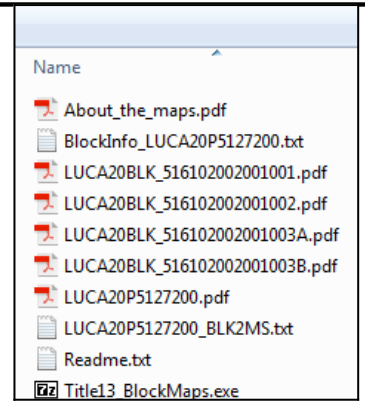 Name
About_the_maps.pdf
BlockInfo_LUCA20P5127200.txt
LUCA20BLK_516102002001001.pdf
LUCA20BLK_516102002001002.pdf
LUCA20BLK_516102002001003A.pdf
LUCA20BLK_516102002001003B.pdf
LUCA20P5127200.pdf
LUCA20P5127200_BLK2MS.txt
Readme.txt
7z Title13_BlockMaps.exe